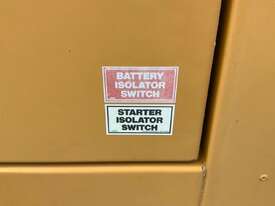 BATTERY
ISOLATOR
SWITCH
STARTER
ISOLATOR
SWITCH